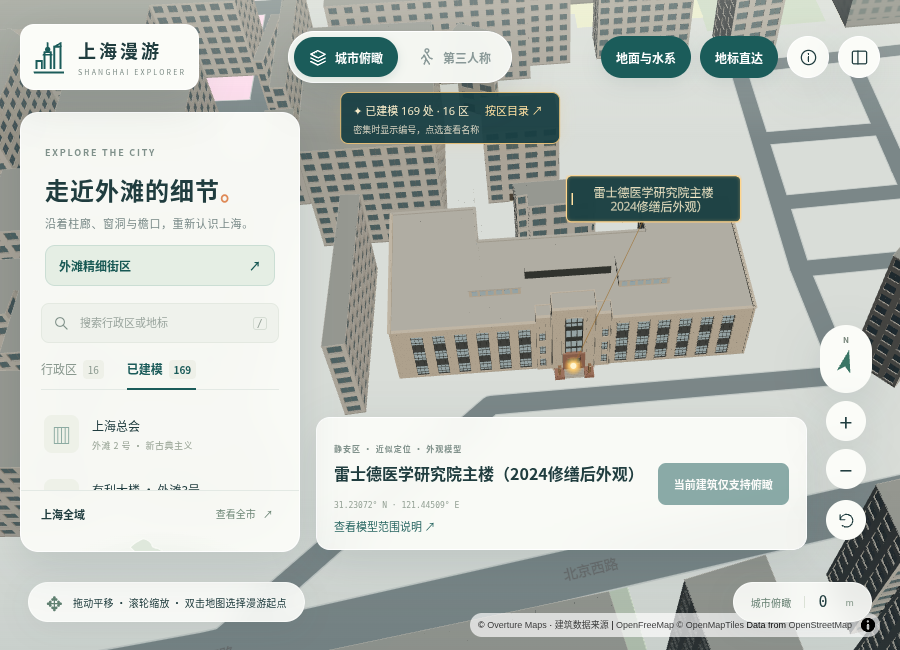 上海漫游
SHANGHAI EXPLORER
城市俯瞰
第三人称
地面与水系
地标直达
✦ 已建模 169 处 · 16 区 按区目录 ↗
密集时显示编号，点选查看名称
EXPLORE THE CITY
走近外滩的细节。
沿着柱廊、窗洞与檐口，重新认识上海。
外滩精细街区 ↗
搜索行政区或地标 /
行政区 16 已建模 169
上海总会
外滩 2 号 · 新古典主义
有利大楼 · 外滩3号
上海全域 查看全市 ↗
雷士德医学研究院主楼
2024修缮后外观）
N
+
−
静安区 · 近似定位 · 外观模型
雷士德医学研究院主楼（2024修缮后外观）
31.23072° N · 121.44509° E
查看模型范围说明 ↗
当前建筑仅支持俯瞰
北京西路
拖动平移 · 滚轮缩放 · 双击地图选择漫游起点
城市俯瞰 0 m
© Overture Maps · 建筑数据来源 | OpenFreeMap © OpenMapTiles Data from OpenStreetMap